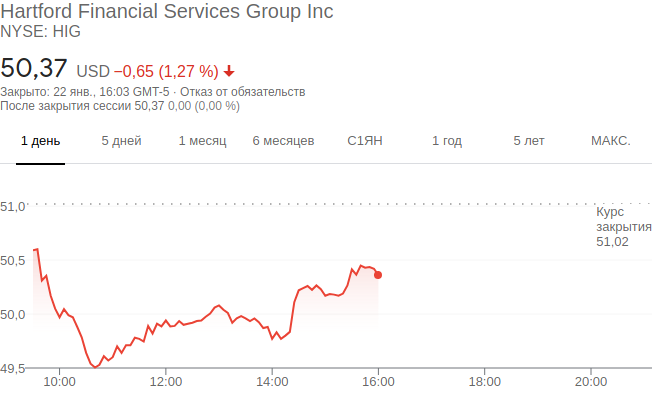 Hartford Financial Services Group Inc
NYSE: HIG
50,37 USD −0,65 (1,27 %)
Закрыто: 22 янв., 16:03 GMT-5 · Отказ от обязательств
После закрытия сессии 50,37 0,00 (0,00 %)
1 день 5 дней 1 месяц 6 месяцев С1ЯН 1 год 5 лет МАКС.
51,0
Курс
закрытия
51,02
50,5
50,0
49,5
10:00 12:00 14:00 16:00 18:00 20:00